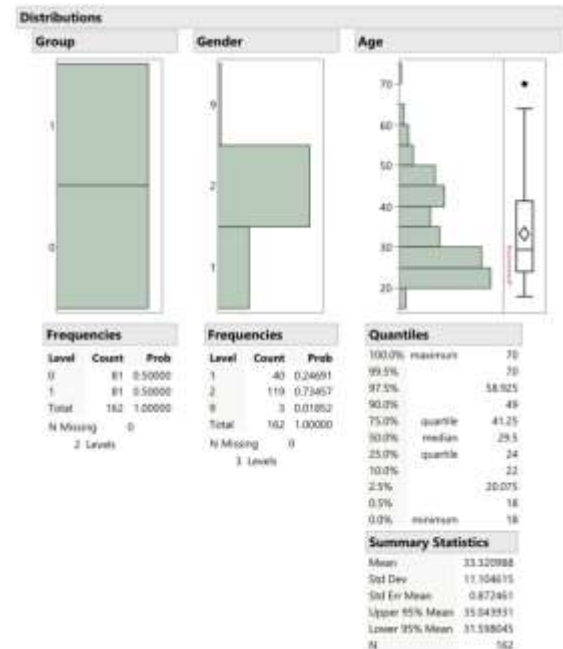 Distributions
Group
Gender
Age
1
0
9
2
1
70
60
50
40
30
20
Frequencies
Level Count Prob
0 81 0.50000
1 81 0.50000
Total 162 1.00000
N Missing 0
2 Levels
Frequencies
Level Count Prob
1 40 0.24691
2 119 0.73457
9 3 0.01852
Total 162 1.00000
N Missing 0
3 Levels
Quantiles
100.0% maximum 70
99.5% 70
97.5% 58.925
90.0% 49
75.0% quartile 41.25
50.0% median 29.5
25.0% quartile 24
10.0% 22
2.5% 20.075
0.5% 18
0.0% minimum 18
Summary Statistics
Mean 33.320988
Std Dev 11.104615
Std Err Mean 0.872461
Upper 95% Mean 35.043931
Lower 95% Mean 31.598045
N 162